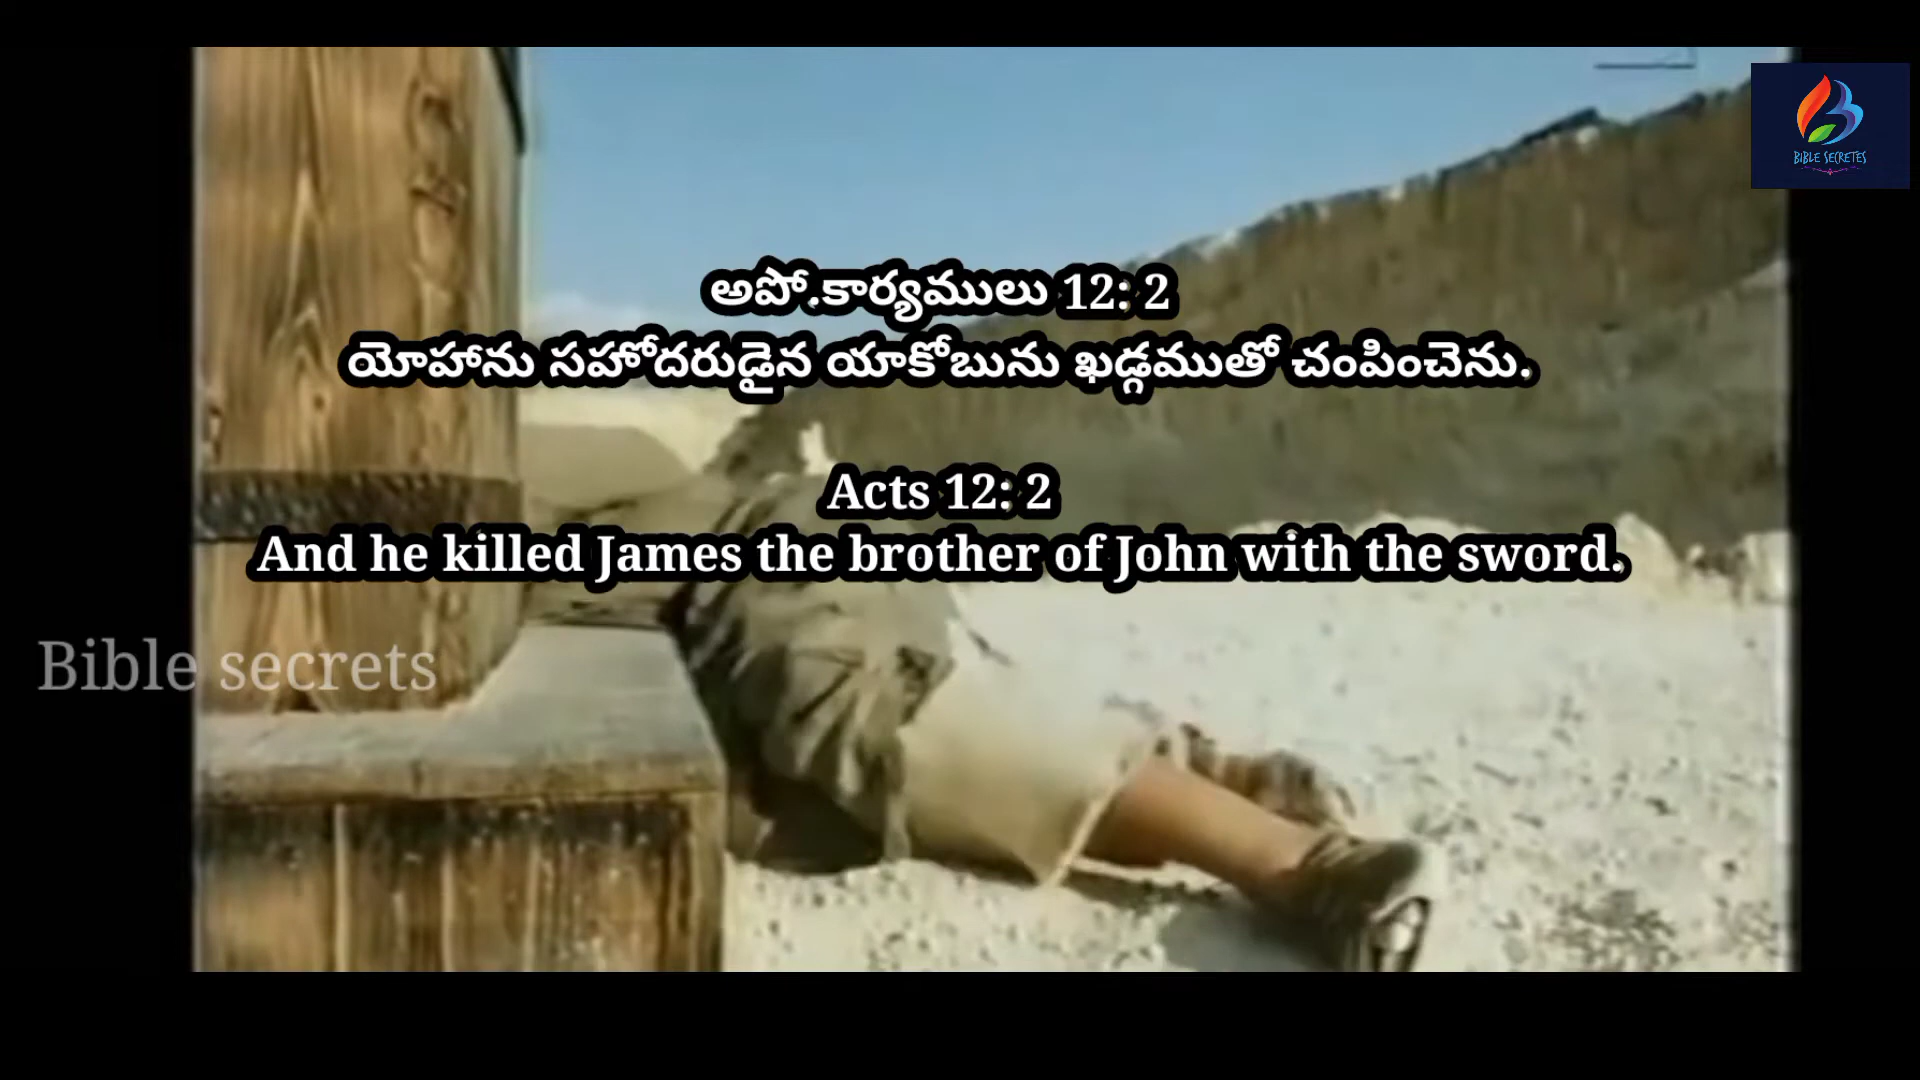 BIBLE SECRETES
అపో.కార్యములు 12: 2
యోహాను సహోదరుడైన యాకోబును ఖడ్గముతో చంపించెను.
Acts 12: 2
And he killed James the brother of John with the sword.
Bible secrets